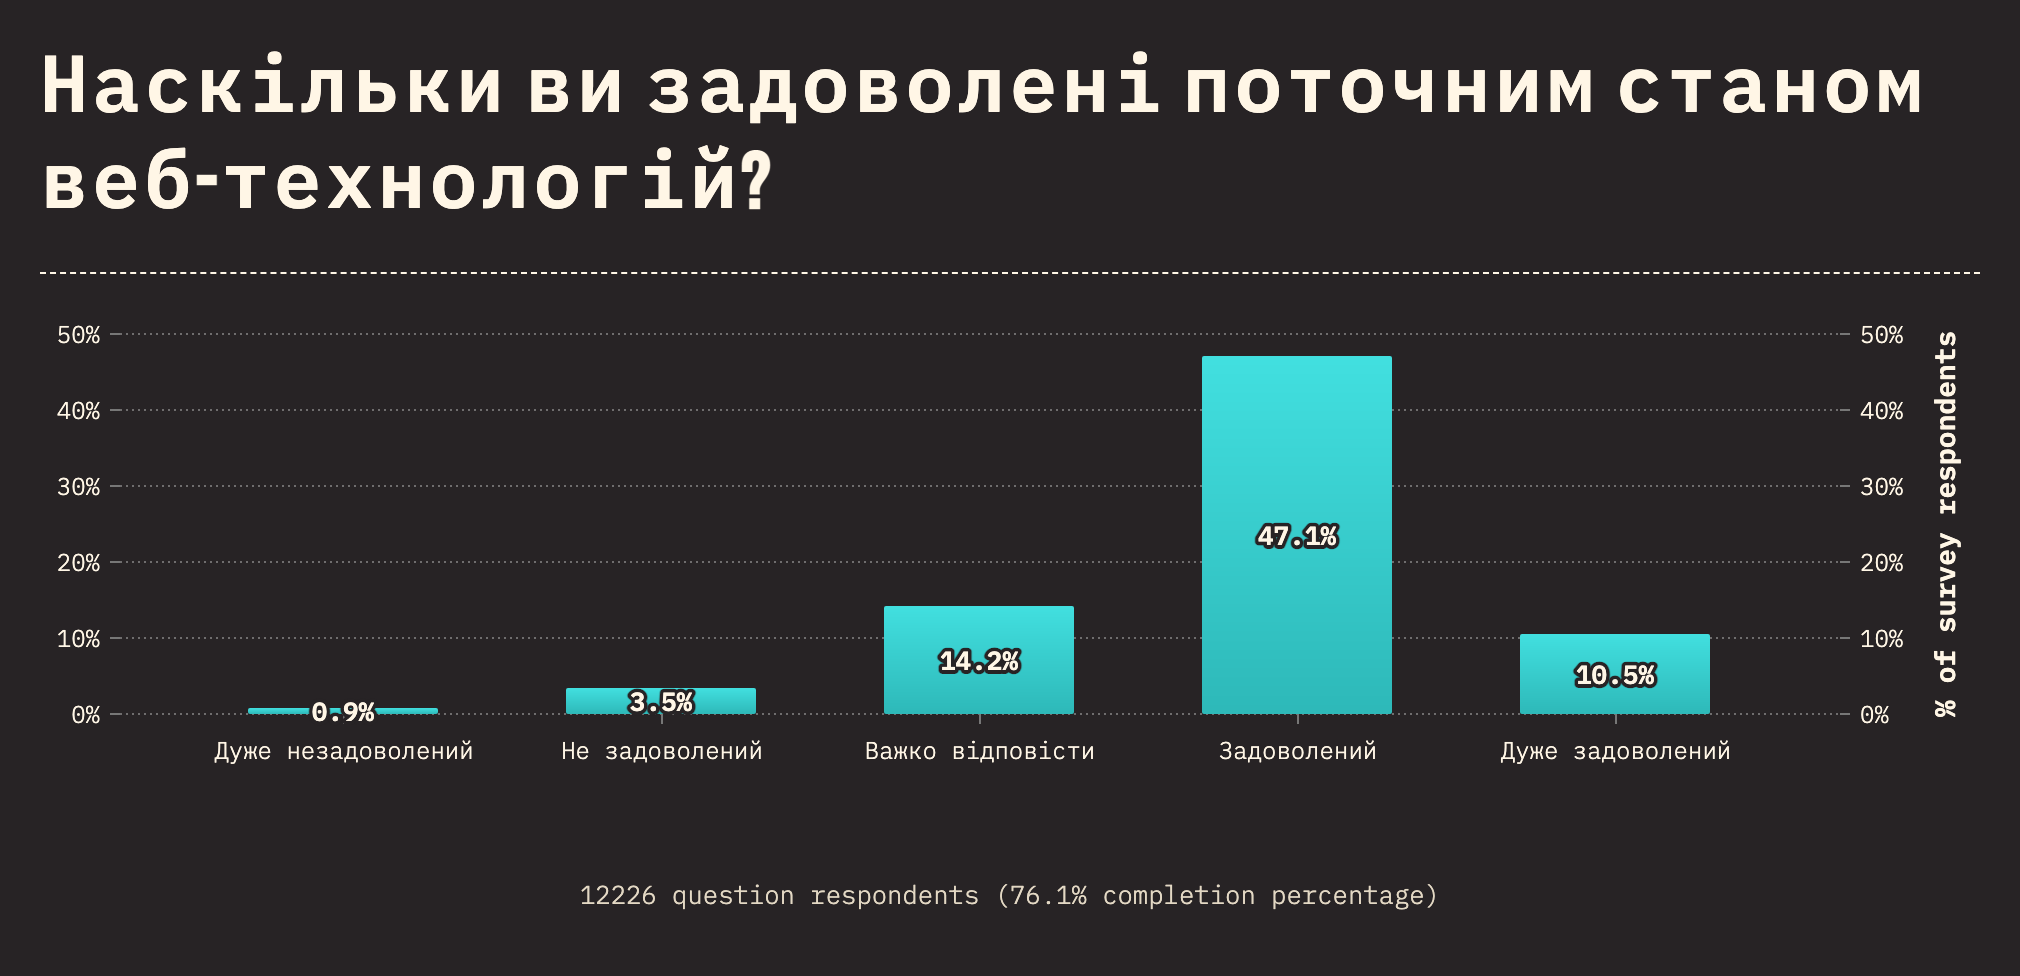 Наскільки ви задоволені поточним станом
веб-технологій?
50%
40%
30%
20%
10%
0%
50%
40%
30%
20%
10%
0%
% of survey respondents
0.9%
3.5%
14.2%
47.1%
10.5%
Дуже незадоволений
Не задоволений
Важко відповісти
Задоволений
Дуже задоволений
12226 question respondents (76.1% completion percentage)